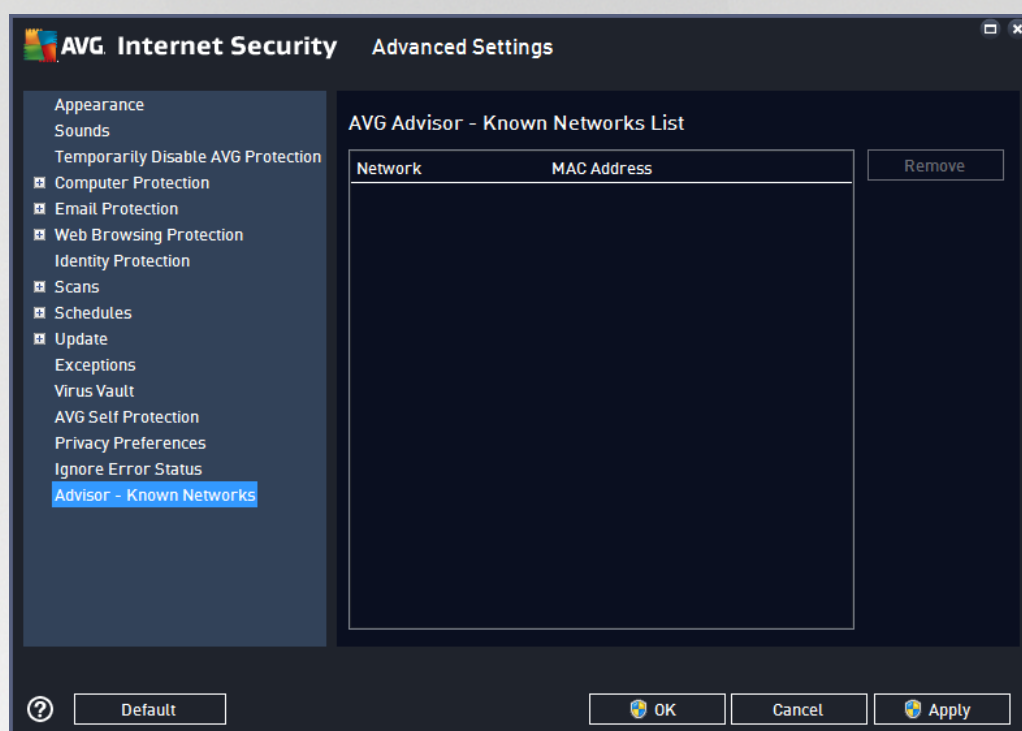 AVG. Internet Security Advanced Settings
Appearance
Sounds
Temporarily Disable AVG Protection
Computer Protection
Email Protection
Web Browsing Protection
Identity Protection
Scans
Schedules
Update
Exceptions
Virus Vault
AVG Self Protection
Privacy Preferences
Ignore Error Status
Advisor - Known Networks
AVG Advisor - Known Networks List
Network MAC Address
Remove
? Default OK Cancel Apply